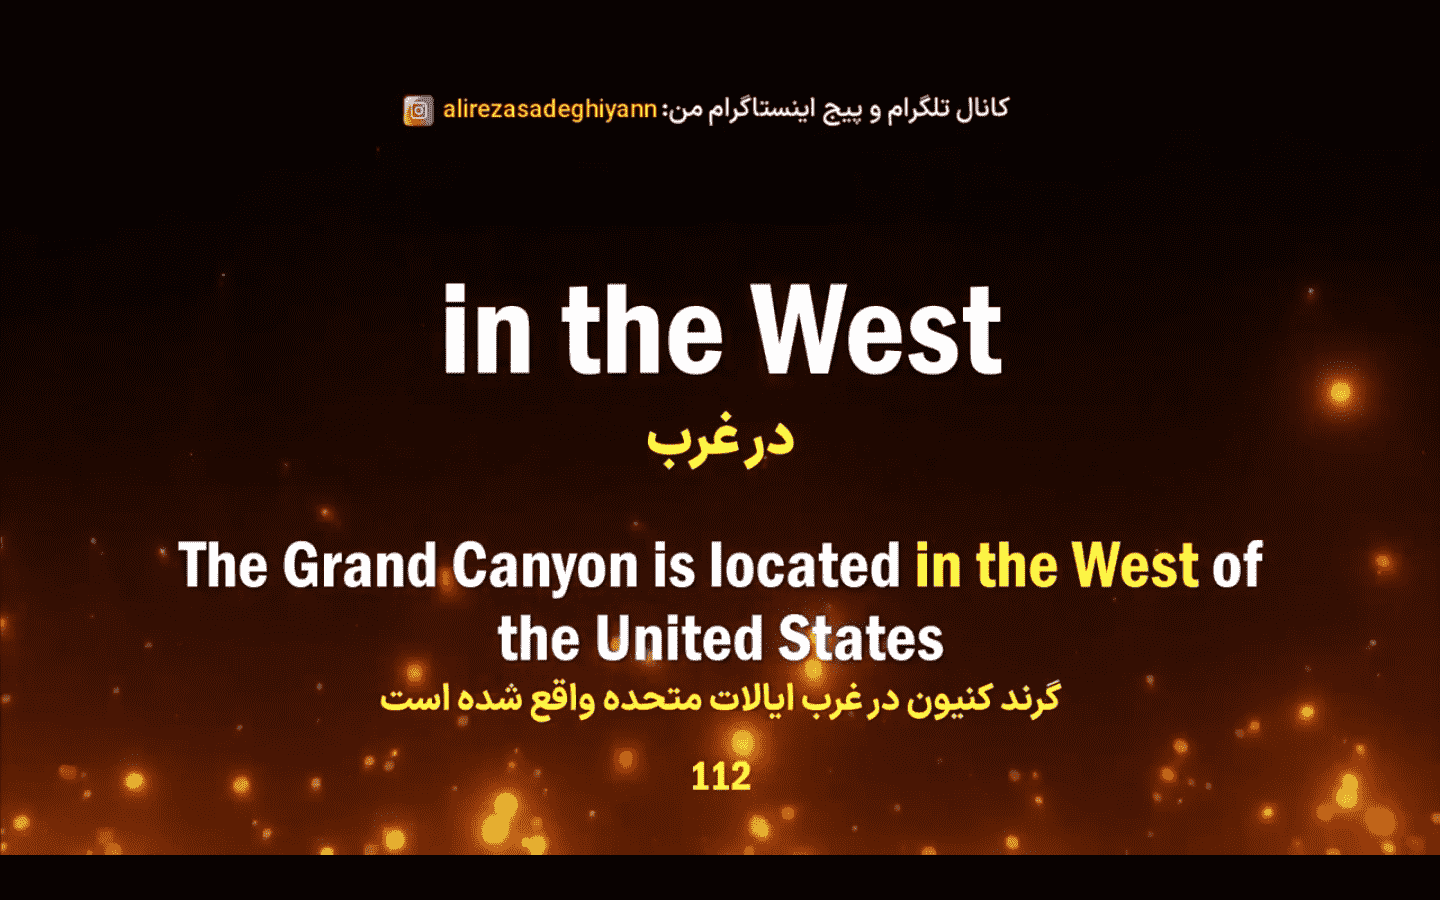 کانال تلگرام و پیج اینستاگرام من: alirezasadeghiyann
in the West
در غرب
The Grand Canyon is located in the West of
the United States
گرند کنیون در غرب ایالات متحده واقع شده است
112